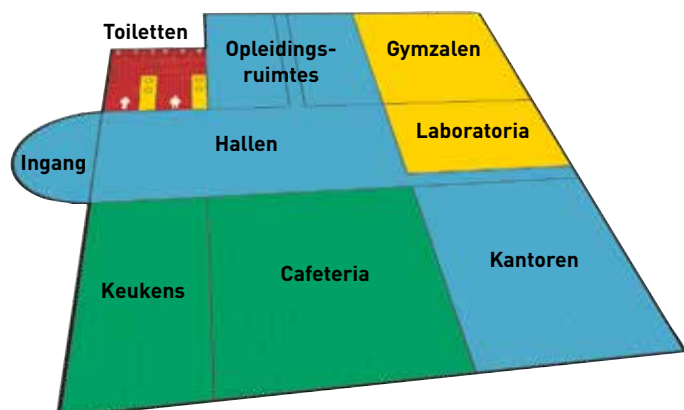 Toiletten
Opleidings-
ruimtes
Gymzalen
Ingang
Hallen
Laboratoria
Keukens
Cafeteria
Kantoren